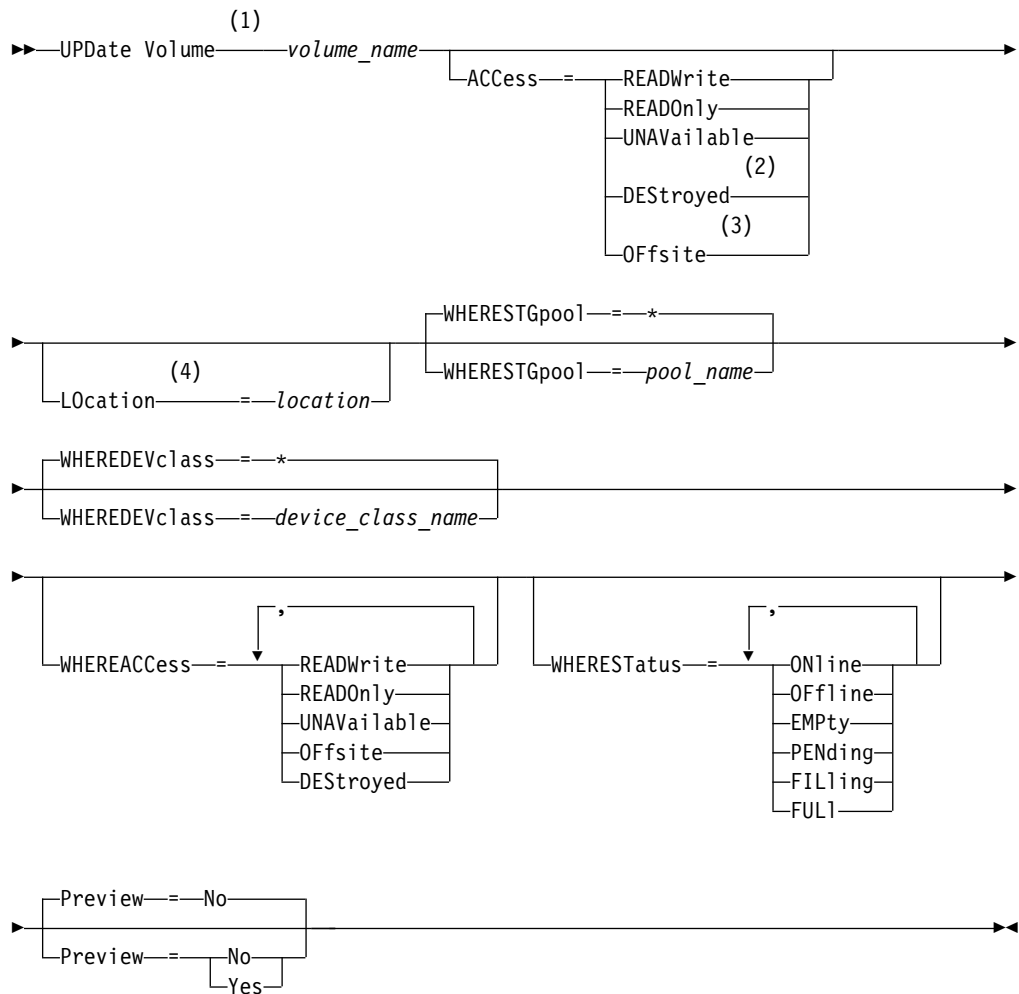 (1)
►►—UPDate Volume———volume_name—
ACCess—=—READWrite
READOnly
UNAVailable
(2)
DEStroyed
(3)
OFfsite
WHERESTGpool—=—*
(4)
LOcation—=—location
WHERESTGpool—=—pool_name
WHEREDEVclass—=—*
WHEREDEVclass—=—device_class_name
, ,
WHEREACCess—=—READWrite WHERESTatus—=—ONline
READOnly OFfline
UNAVailable EMPty
OFfsite PENding
DEStroyed FILling
FULl
Preview—=—No
Preview—=—No
Yes